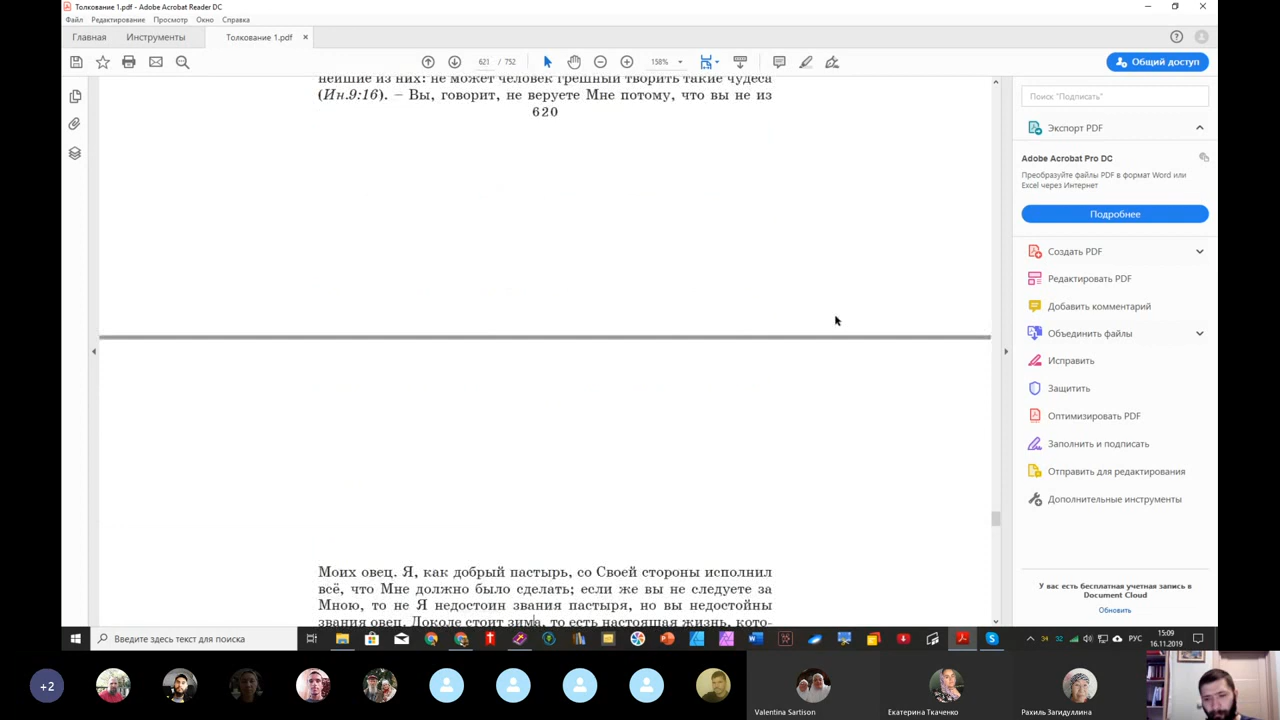 Толкование 1.pdf - Adobe Acrobat Reader DC
Файл Редактирование Просмотр Окно Справка
Главная Инструменты Толкование 1.pdf ×
621 / 752 158% Общий доступ
нейшие из них: не может человек грешный творить такие чудеса
(Ин.9:16). – Вы, говорит, не веруете Мне потому, что вы не из
620
Моих овец. Я, как добрый пастырь, со Своей стороны исполнил
всё, что Мне должно было сделать; если же вы не следуете за
Мною, то не Я недостоин звания пастыря, но вы недостойны
звания овец. Доколе стоит зима, то есть настоящая жизнь, кото-
Поиск "Подписать"
Экспорт PDF
Adobe Acrobat Pro DC
Преобразуйте файлы PDF в формат Word или
Excel через Интернет
Подробнее
Создать PDF
Редактировать PDF
Добавить комментарий
Объединить файлы
Исправить
Защитить
Оптимизировать PDF
Заполнить и подписать
Отправить для редактирования
Дополнительные инструменты
У вас есть бесплатная учетная запись в
Document Cloud
Обновить
Введите здесь текст для поиска
34 32 РУС 15:09
16.11.2019
+2
Valentina Sartison Екатерина Ткаченко Рахиль Загидуллина